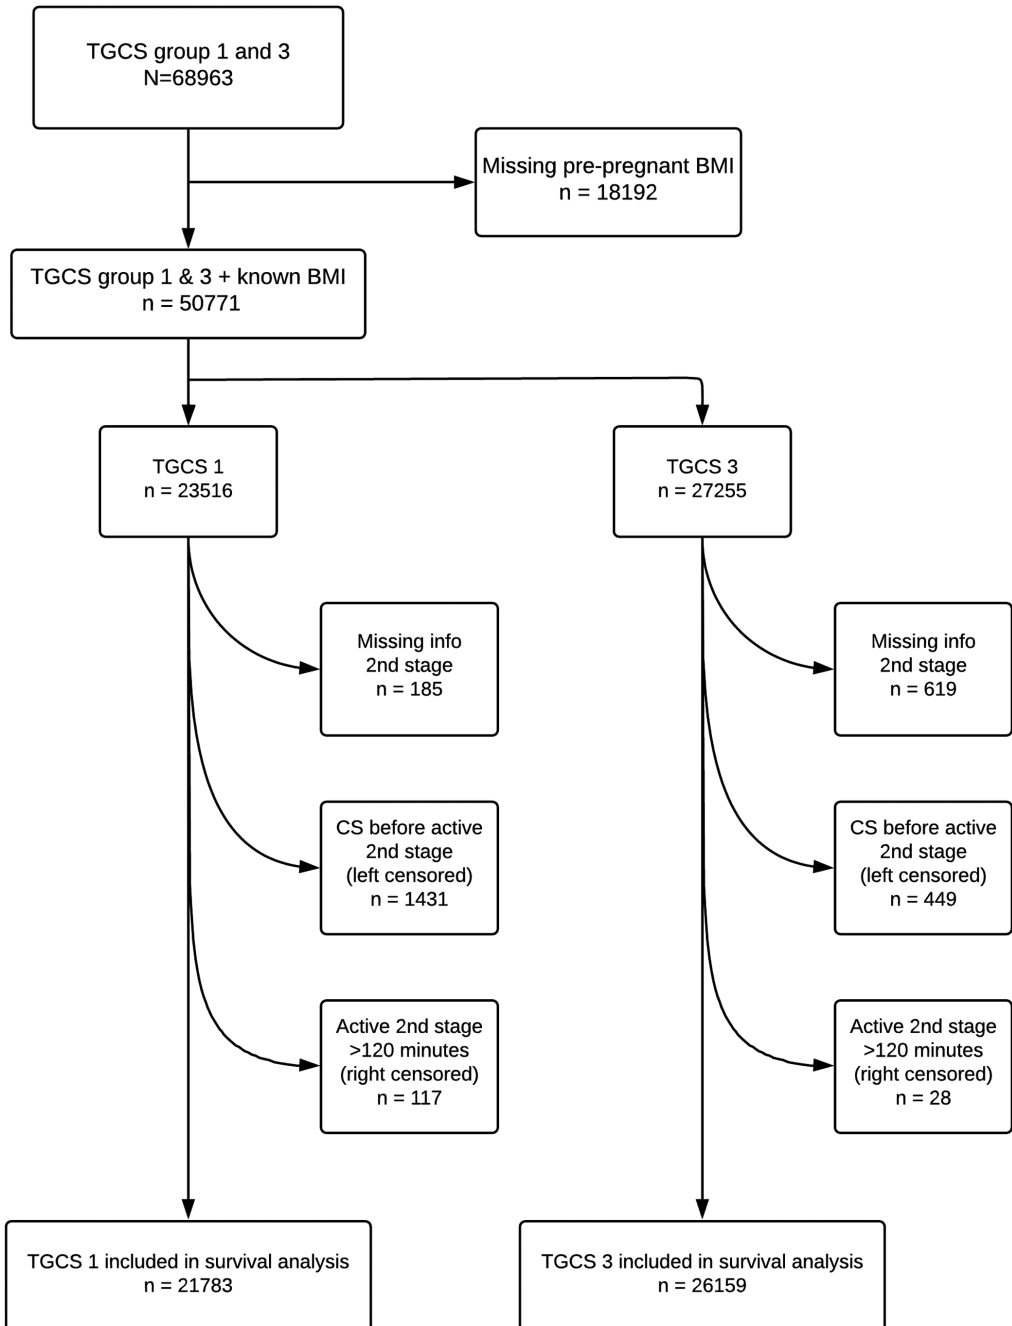 TGCS group 1 and 3
N=68963
Missing pre-pregnant BMI
n = 18192
TGCS group 1 & 3 + known BMI
n = 50771
TGCS 1
n = 23516
TGCS 3
n = 27255
Missing info
2nd stage
n = 185
Missing info
2nd stage
n = 619
CS before active
2nd stage
(left censored)
n = 1431
CS before active
2nd stage
(left censored)
n = 449
Active 2nd stage
>120 minutes
(right censored)
n = 117
Active 2nd stage
>120 minutes
(right censored)
n = 28
TGCS 1 included in survival analysis
n = 21783
TGCS 3 included in survival analysis
n = 26159